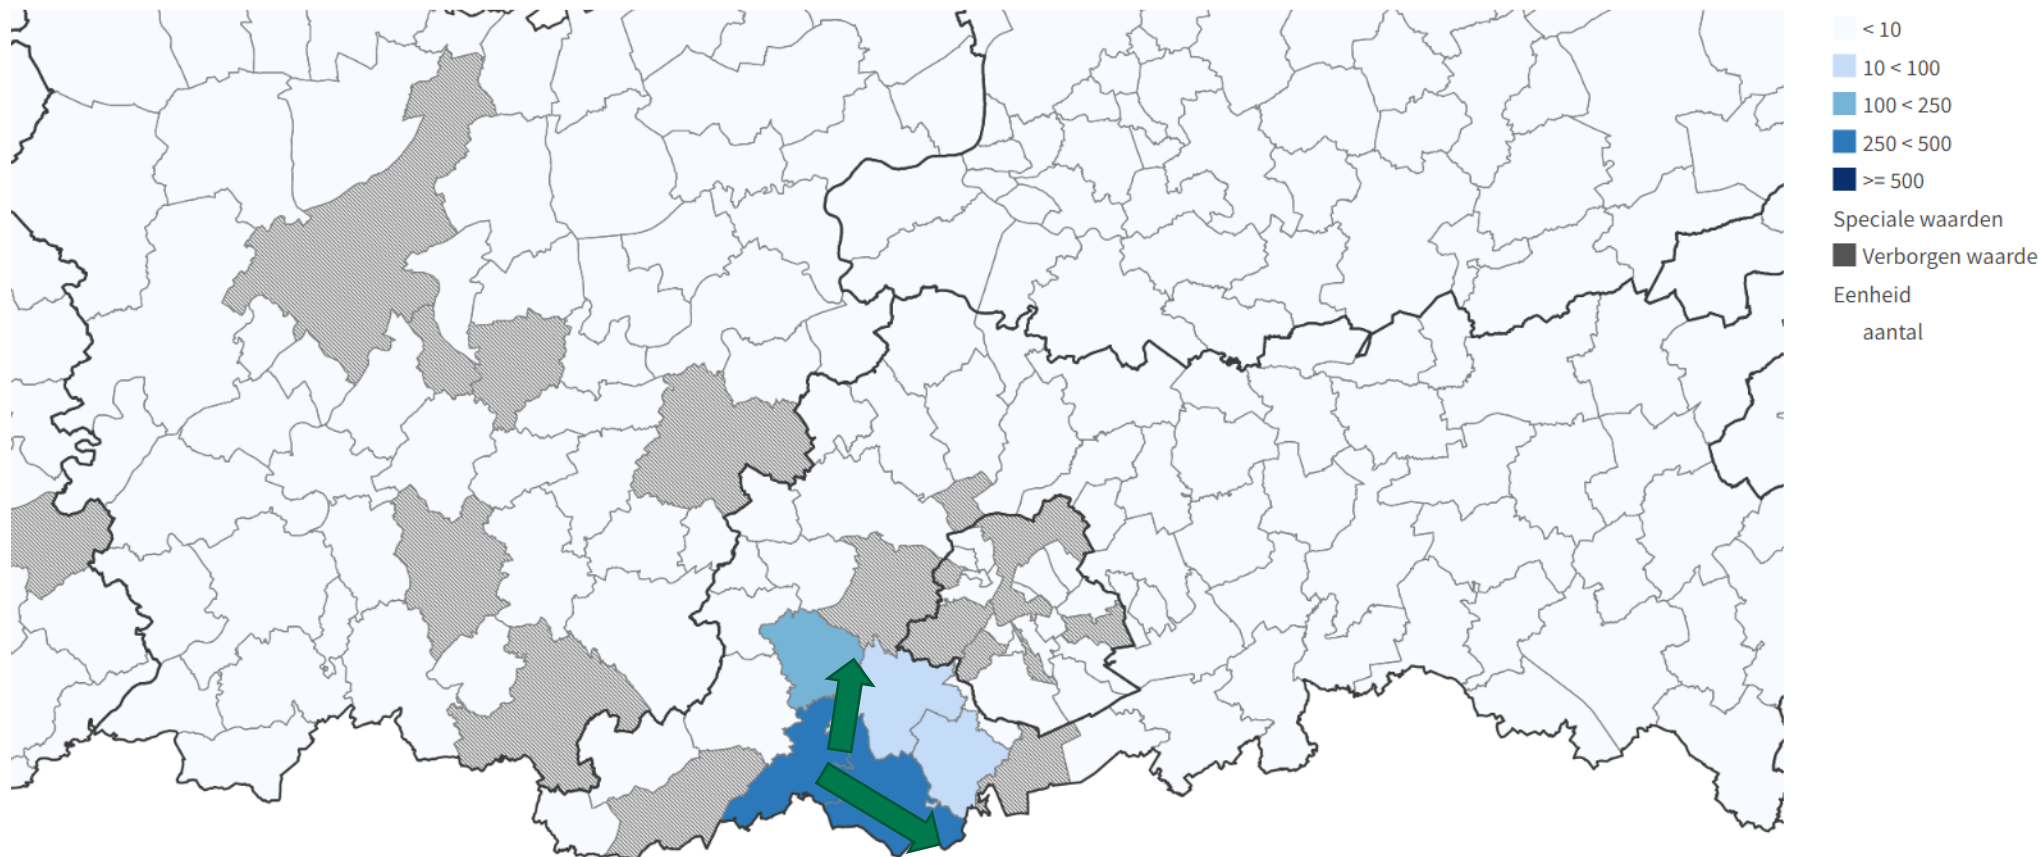 < 10
10 < 100
100 < 250
250 < 500
>= 500
Speciale waarden
Verborgen waarde
Eenheid
aantal